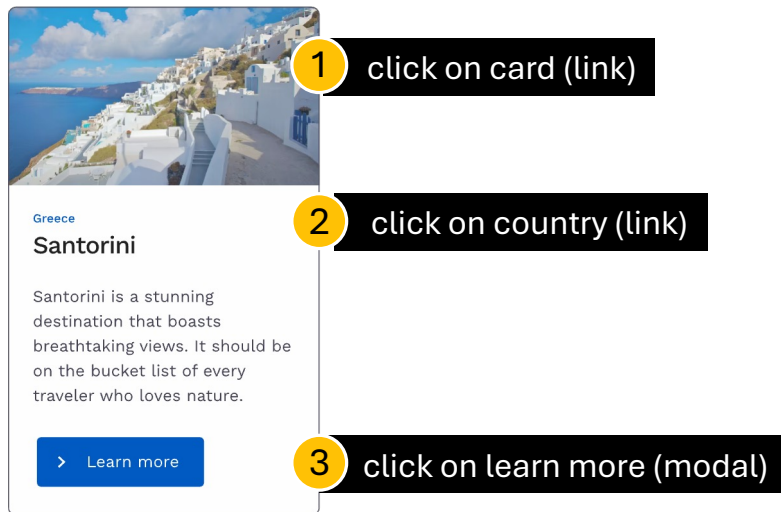 1 click on card (link)
Greece
2 click on country (link)
Santorini
Santorini is a stunning
destination that boasts
breathtaking views. It should be
on the bucket list of every
traveler who loves nature.
Learn more
3 click on learn more (modal)